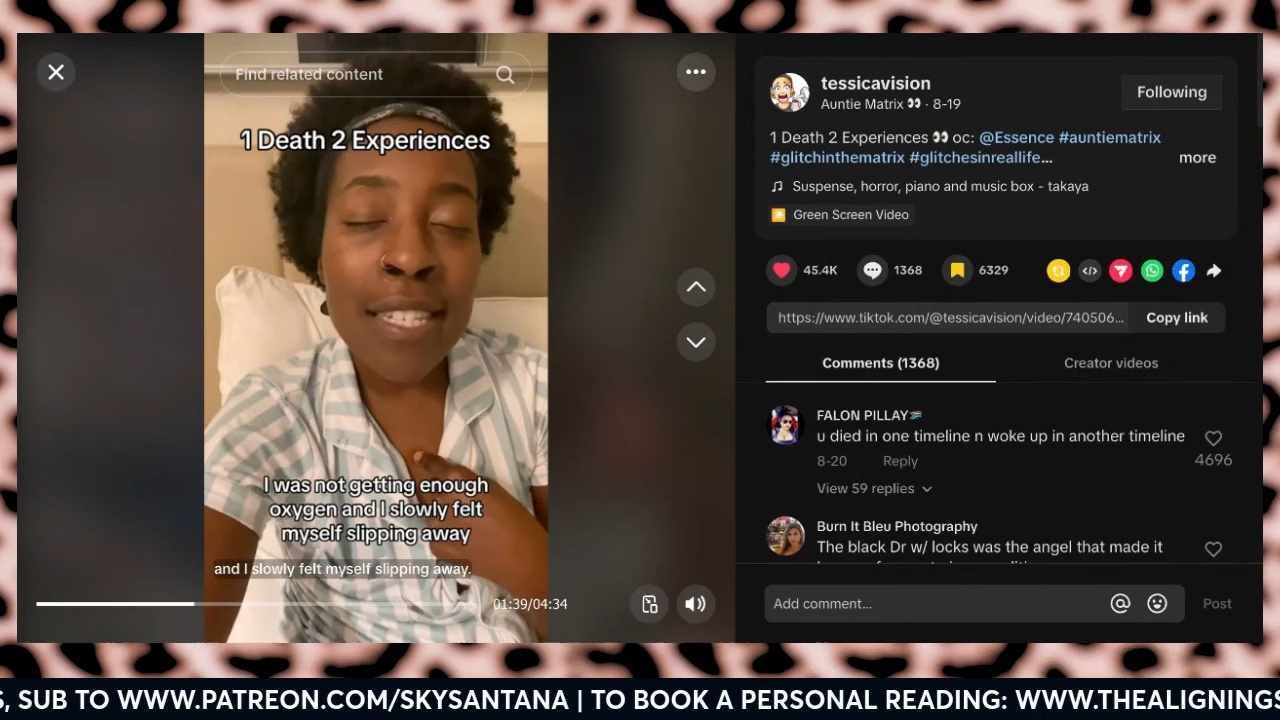 Find related content
1 Death 2 Experiences
I was not getting enough
oxygen and I slowly felt
myself slipping away
and I slowly felt myself slipping away.
01:39/04:34
tessicavision
Auntie Matrix 👀 · 8-19
Following
1 Death 2 Experiences 👀 oc: @Essence #auntiematrix
#glitchinthematrix #glitchesinreallife...
more
Suspense, horror, piano and music box - takaya
Green Screen Video
45.4K
1368
6329
https://www.tiktok.com/@tessicavision/video/740506...
Copy link
Comments (1368)
Creator videos
FALON PILLAY🇿🇦
u died in one timeline n woke up in another timeline
8-20
Reply
4696
View 59 replies
Burn It Bleu Photography
The black Dr w/ locks was the angel that made it
Add comment...
Post
S, SUB TO WWW.PATREON.COM/SKYSANTANA | TO BOOK A PERSONAL READING: WWW.THEALIGNINGS